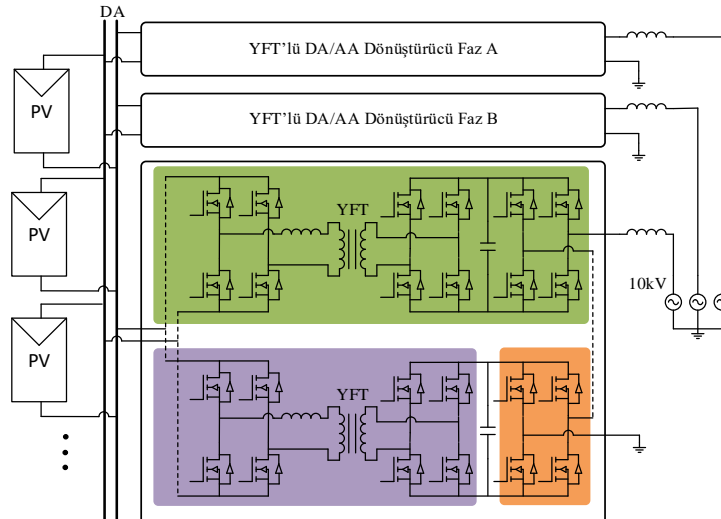 DA
YFT'lü DA/AA Dönüştürücü Faz A
PV
YFT'lü DA/AA Dönüştürücü Faz B
YFT
PV
10kV
PV
YFT